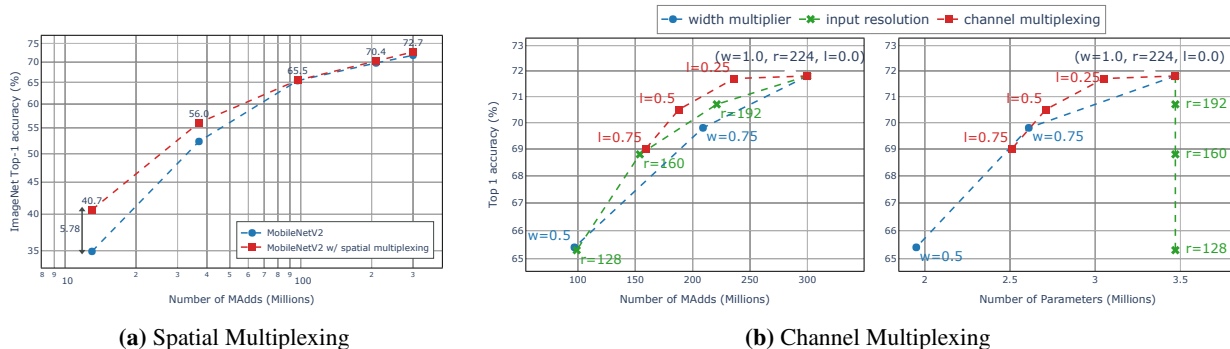 width multiplier input resolution channel multiplexing
ImageNet Top-1 accuracy (%)
75
70
65
60
55
50
45
40
35
72.7
70.4
65.5
56.0
40.7
5.78
MobileNetV2
MobileNetV2 w/ spatial multiplexing
8 9 10 2 3 4 5 6 7 8 9 100 2 3
Number of MAdds (Millions)
Top 1 accuracy (%)
73
72
71
70
69
68
67
66
65
(w=1.0, r=224, l=0.0)
l=0.25
l=0.5
r=192
l=0.75
w=0.75
r=160
w=0.5
r=128
100 150 200 250 300
Number of MAdds (Millions)
73
72
71
70
69
68
67
66
65
(w=1.0, r=224, l=0.0)
l=0.25
r=192
l=0.5
l=0.75
w=0.75
r=160
w=0.5
r=128
2 2.5 3 3.5
Number of Parameters (Millions)
(a) Spatial Multiplexing
(b) Channel Multiplexing